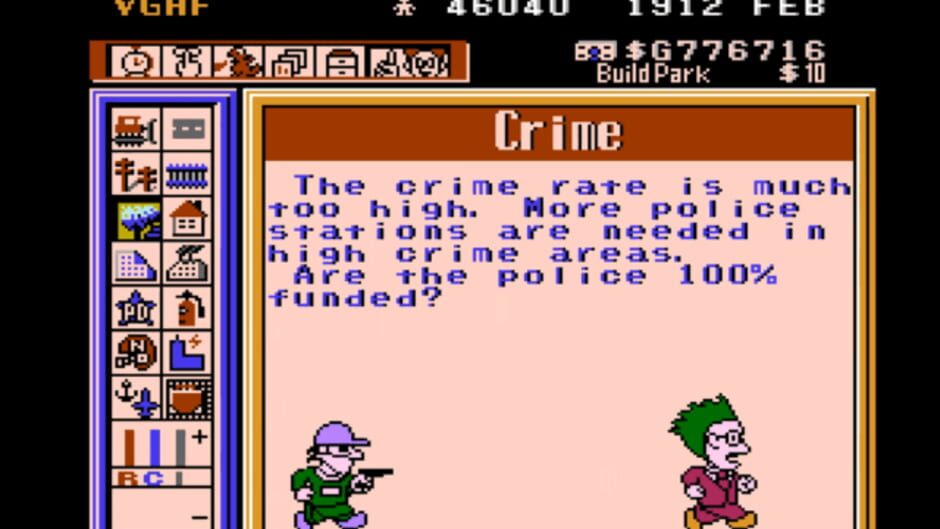 VGHF 46040 1912 FEB
$G776716
Build Park $10
Crime
The crime rate is much
too high. More police
stations are needed in
high crime areas.
Are the police 100%
funded?
PD
N
+
R C I
−